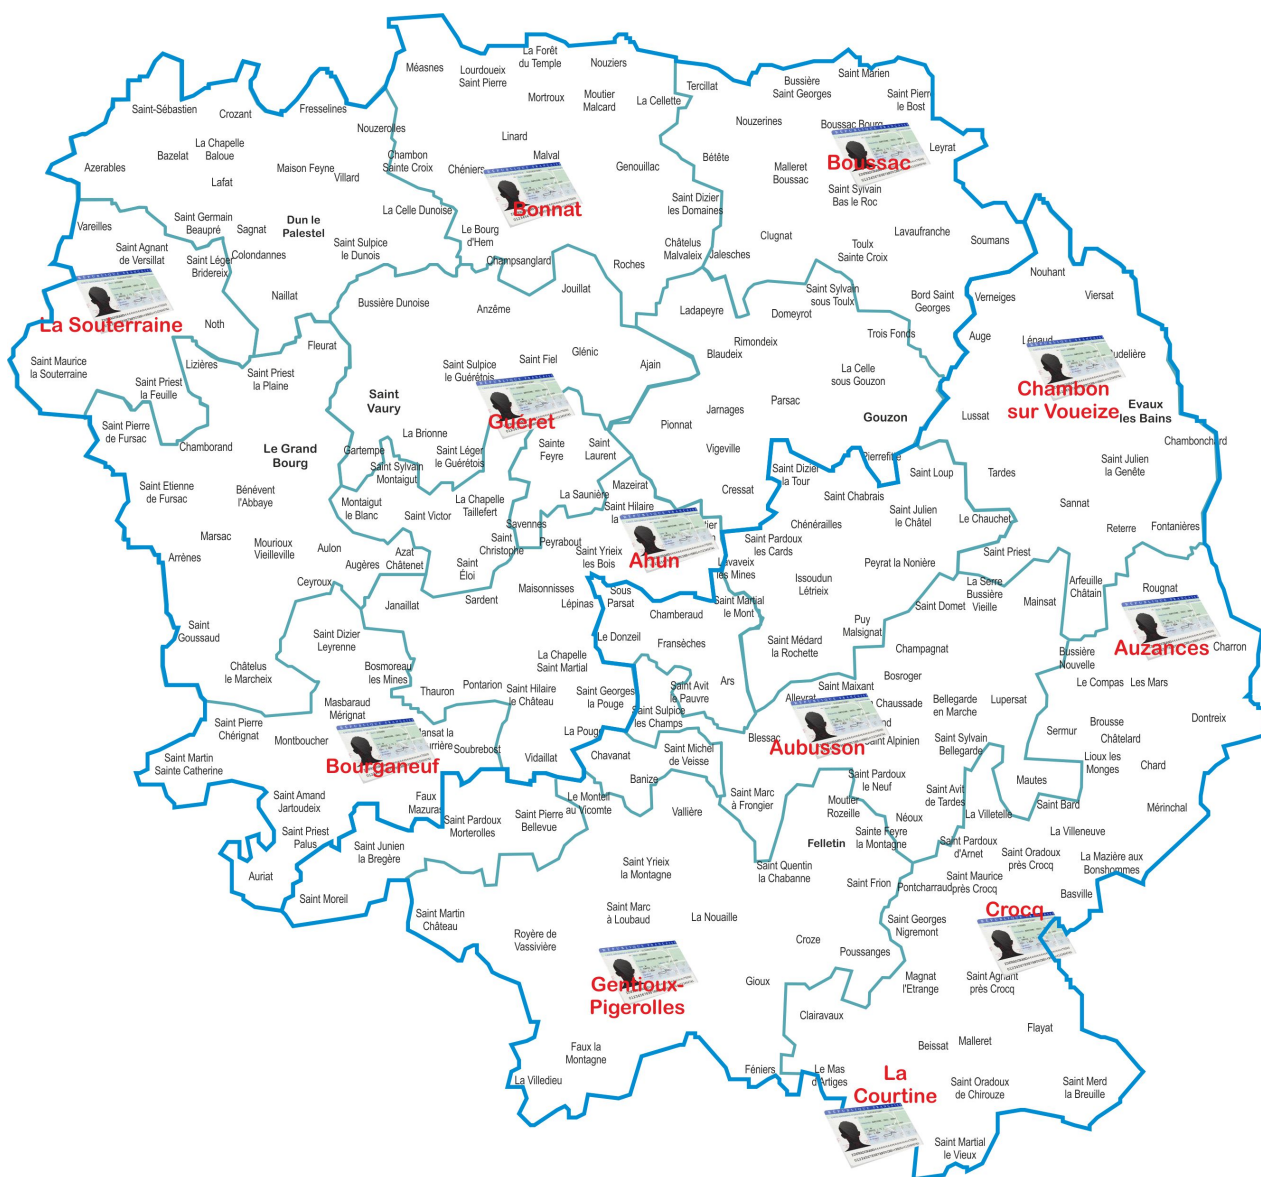 Méasnes
Lourdoueix
Saint Pierre
La Forêt
du Temple
Nouziers
Mortroux
Moutier
Malcard
La Cellette
Tercillat
Bussière
Saint Georges
Saint Marien
Saint Pierre
le Bost
Saint-Sébastien
Crozant
Fresselines
Nouzerolles
Linard
Malval
Nouzerines
Boussac Bourg
Leyrat
Boussac
La Chapelle
Baloue
Bazelat
Azerables
Lafat
Maison Feyne
Villard
Chambon
Sainte Croix
Chéniers
Genouillac
Bétête
Malleret
Boussac
Saint Sylvain
Bas le Roc
Bonnat
Saint Dizier
les Domaines
La Celle Dunoise
Vareilles
Saint Germain
Beaupré
Sagnat
Dun le
Palestel
Saint Sulpice
le Dunois
Le Bourg
d'Hem
Champsanglard
Roches
Châtelus
Malvaleix
Jalesches
Clugnat
Toulx
Sainte Croix
Lavaufranche
Soumans
Saint Agnant
de Versillat
Saint Léger
Bridereix
Colondannes
Naillat
La Souterraine
Noth
Bussière Dunoise
Anzême
Jouillat
Ladapeyre
Domeyrot
Saint Sylvain
sous Toulx
Bord Saint
Georges
Nouhant
Verneiges
Viersat
Trois Fonds
Auge
Chambon
sur Voueize
Evaux
les Bains
Lussat
Chambonchard
Saint Maurice
la Souterraine
Lizières
Saint Priest
la Feuille
Saint Priest
la Plaine
Fleurat
Saint Sulpice
le Guérétois
Saint Fiel
Glénic
Ajain
Blaudeix
Rimondeix
La Celle
sous Gouzon
Parsac
Jarnages
Gouzon
Saint
Vaury
Guéret
Pionnat
Vigeville
Saint Pierre
de Fursac
Chamborand
Le Grand
Bourg
Gartempe
La Brionne
Saint Sylvain
Montaigut
Saint Léger
le Guérétois
Sainte
Feyre
Saint
Laurent
Pierrefitte
Saint Dizier
la Tour
Saint Loup
Tardes
Saint Julien
la Genête
Saint Etienne
de Fursac
Bénévent
l'Abbaye
Montaigut
le Blanc
Saint Victor
La Chapelle
Taillefert
La Saunière
Mazeirat
Saint Hilaire
la
Cressat
Saint Chabrais
Chénérailles
Saint Julien
le Châtel
Le Chauchet
Sannat
Reterre
Fontanières
Marsac
Arrènes
Mourioux
Vieilleville
Aulon
Augères
Azat
Châtenet
Savennes
Saint
Christophe
Peyrabout
Saint Yrieix
les Bois
Saint
Éloi
Ahun
Saint Pardoux
les Cards
Lavaveix
les Mines
Issoudun
Létrieix
Peyrat la Nonière
Saint Priest
La Serre
Bussière
Vieille
Mainsat
Arfeuille
Châtain
Rougnat
Ceyroux
Janaillat
Sardent
Maisonnisses
Lépinas
Sous
Parsat
Chamberaud
Saint Martial
le Mont
Saint Domet
Puy
Malsignat
Champagnat
Auzances
Charron
Saint
Goussaud
Saint Dizier
Leyrenne
Le Donzeil
Fransèches
Saint Médard
la Rochette
Bussière
Nouvelle
Le Compas
Les Mars
Châtelus
le Marcheix
Bosmoreau
les Mines
La Chapelle
Saint Martial
Thauron
Pontarion
Saint Hilaire
le Château
Saint Georges
la Pouge
Saint Avit
le Pauvre
Ars
Saint Maixant
Bosroger
Alleyrat
Bellegarde
en Marche
Lupersat
Masbaraud
Mérignat
Saint Sulpice
les Champs
Saint Pierre
Chérignat
Montboucher
Bourganeuf
Soubrebost
Vidaillat
La Pouge
Chavanat
Saint Michel
de Veisse
Blessac
Aubusson
Saint Alpinien
Saint Sylvain
Bellegarde
Sermur
Brousse
Châtelard
Dontreix
Lioux les
Monges
Chard
Saint Martin
Sainte Catherine
Banize
Saint Pardoux
le Neuf
Mautes
Saint Amand
Jartoudeix
Faux
Mazuras
Saint Pardoux
Morterolles
Saint Pierre
Bellevue
Le Monteil
au Vicomte
Vallière
Saint Marc
à Frongier
Moutier
Rozeille
Néoux
Saint Avit
de Tardes
La Villetelle
Saint Bard
Mérinchal
Saint Priest
Palus
Saint Junien
la Bregère
Felletin
Sainte Feyre
la Montagne
Saint Pardoux
d'Arnet
La Villeneuve
Saint Oradoux
près Crocq
La Mazière aux
Bonshommes
Auriat
Saint Moreil
Saint Yrieix
la Montagne
Saint Quentin
la Chabanne
Saint Frion
Pontcharraud
Saint Maurice
près Crocq
Basville
Crocq
Saint Martin
Château
Royère de
Vassivière
Saint Marc
à Loubaud
La Nouaille
Croze
Poussanges
Saint Georges
Nigremont
Gentioux-
Pigerolles
Gioux
Magnat
l'Etrange
Saint Agnant
près Crocq
Clairavaux
Flayat
Beissat
Malleret
Faux la
Montagne
La Villedieu
Féniers
Le Mas
d'Artiges
La
Courtine
Saint Oradoux
de Chirouze
Saint Merd
la Breuille
Saint Martial
le Vieux